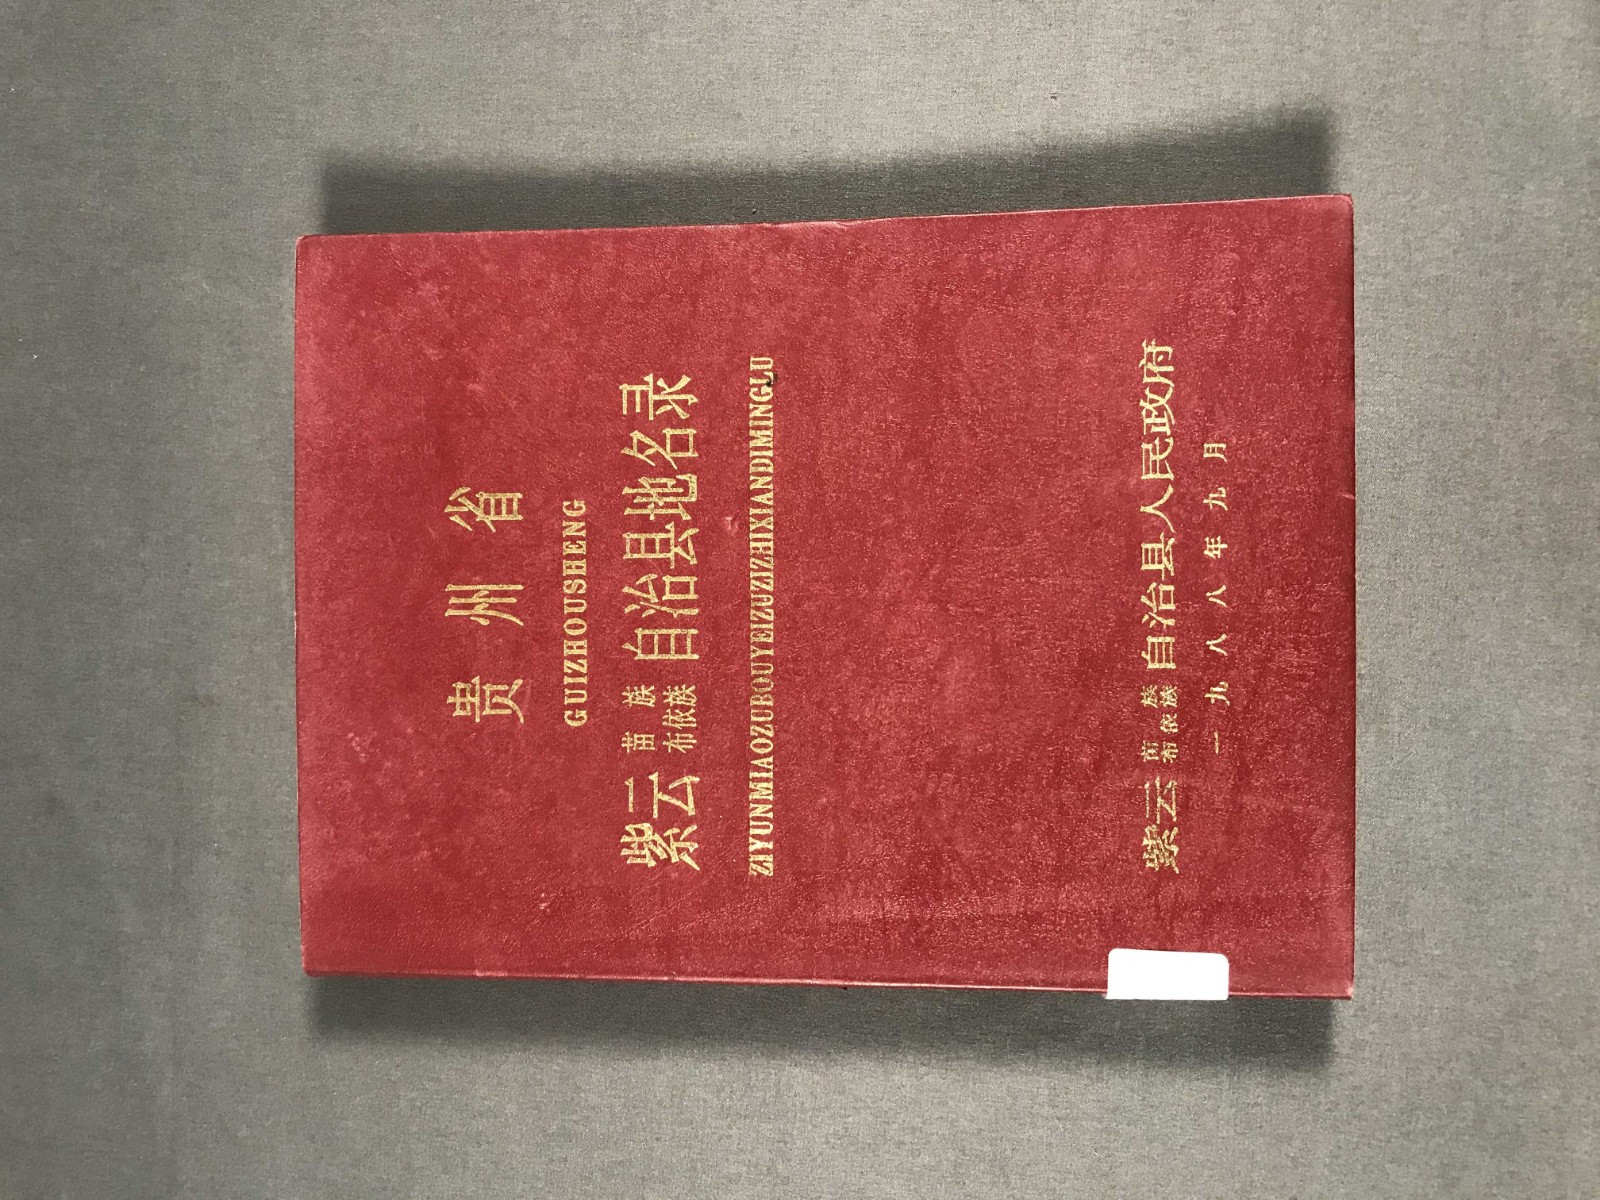 贵州省
GUIZHOUSHENG
紫云苗族布依族自治县地名录
ZIYUNMIAOZUBOUYEIZUZIZHIXIANDIMINGLU
紫云苗族布依族自治县人民政府
一九八八年九月